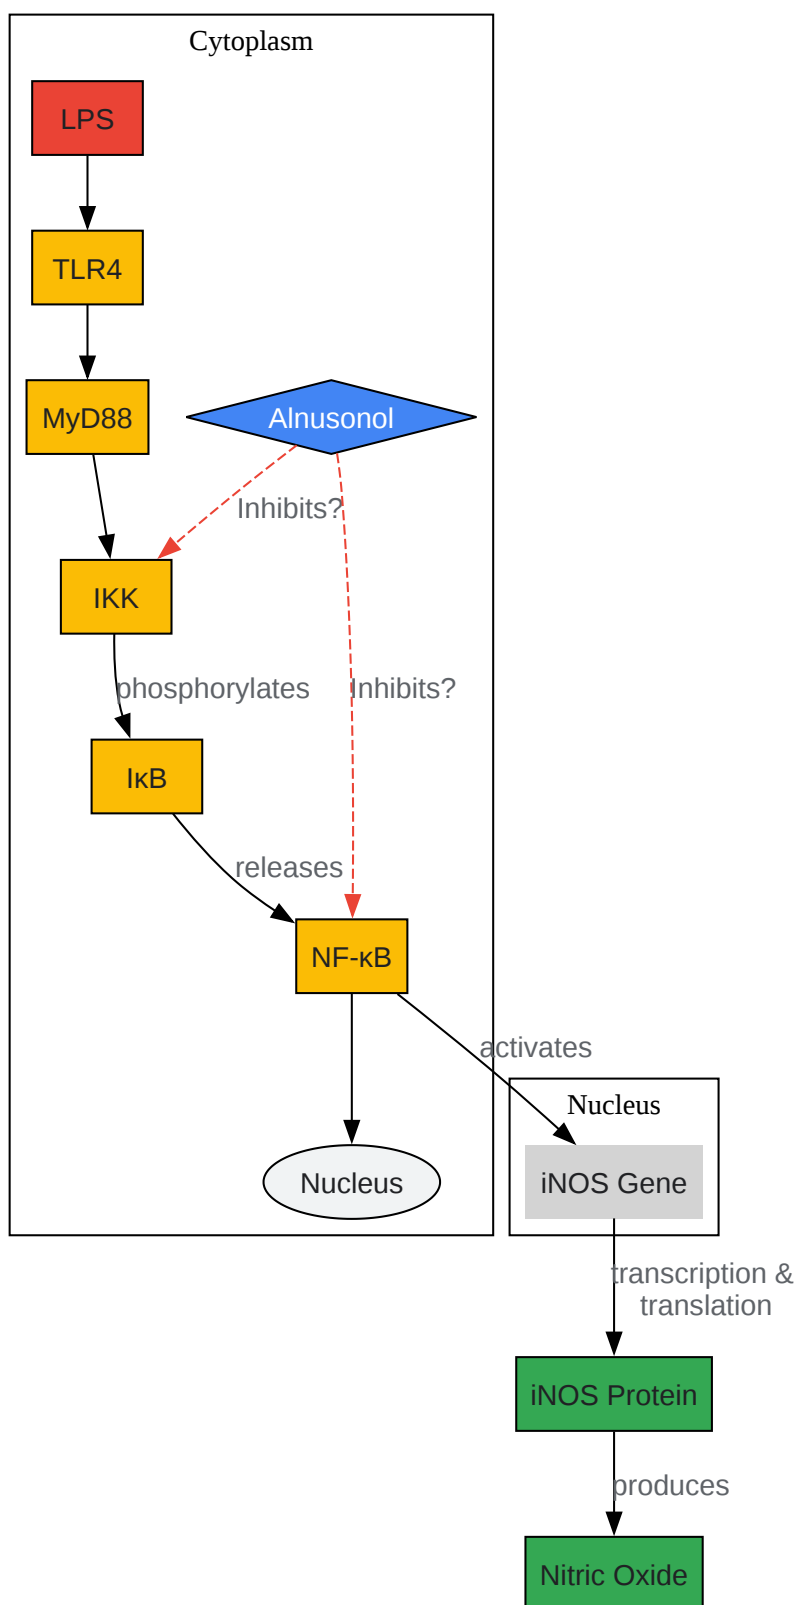 Cytoplasm
LPS
TLR4
MyD88
Alnusonol
Inhibits?
IKK
phosphorylates
Inhibits?
IκB
releases
NF-κB
activates
Nucleus
Nucleus
iNOS Gene
transcription &
translation
iNOS Protein
produces
Nitric Oxide